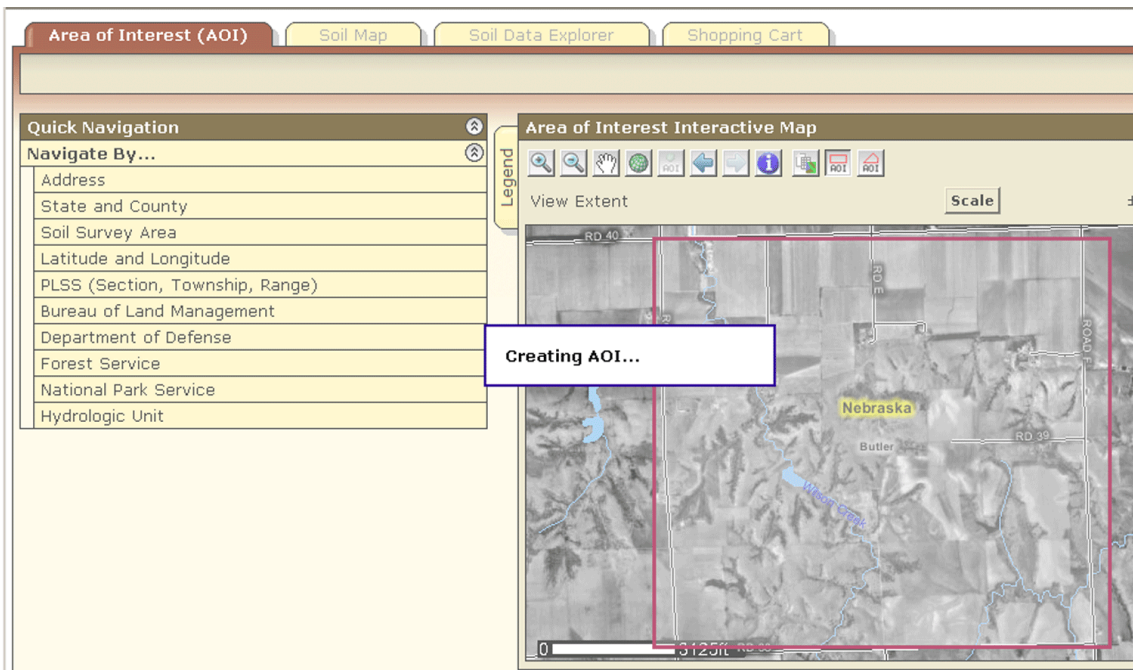 Area of Interest (AOI)
Soil Map
Soil Data Explorer
Shopping Cart
Quick Navigation
Navigate By...
Address
State and County
Soil Survey Area
Latitude and Longitude
PLSS (Section, Township, Range)
Bureau of Land Management
Department of Defense
Forest Service
National Park Service
Hydrologic Unit
Legend
Area of Interest Interactive Map
AOI
AOI
AOI
View Extent
Scale
RD 40
RD E
ROAD F
Creating AOI...
Nebraska
Butler
RD 39
Wilson Creek
0
3125ft